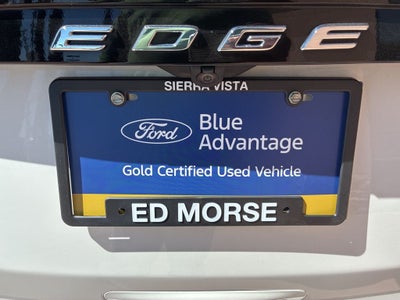 EDGE
SIERRA VISTA
Ford
Blue
Advantage
Gold Certified Used Vehicle
ED MORSE